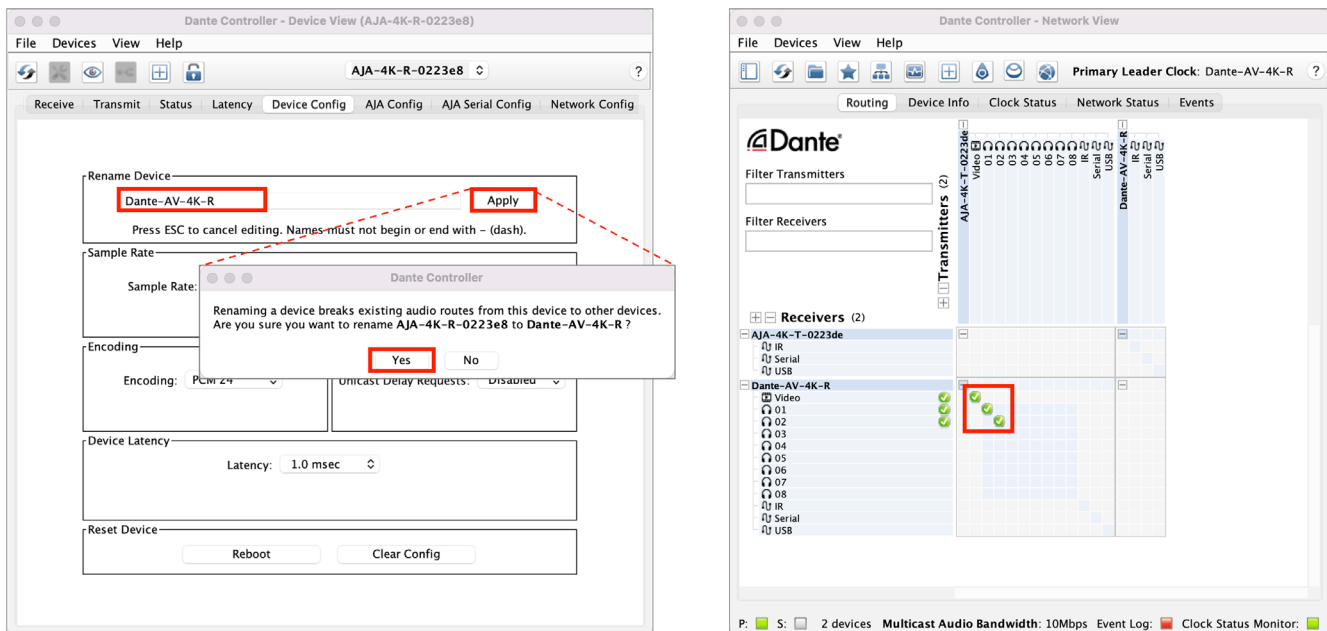 Dante Controller - Device View (AJA-4K-R-0223e8)
File Devices View Help
AJA-4K-R-0223e8
?
Receive Transmit Status Latency Device Config AJA Config AJA Serial Config Network Config
Rename Device
Dante-AV-4K-R
Apply
Press ESC to cancel editing. Names must not begin or end with - (dash).
Sample Rate
Sample Rate:
Dante Controller
Renaming a device breaks existing audio routes from this device to other devices.
Are you sure you want to rename AJA-4K-R-0223e8 to Dante-AV-4K-R ?
Yes No
Encoding
Encoding: PCM 24
Unicast Delay Requests: Disabled
Device Latency
Latency: 1.0 msec
Reset Device
Reboot Clear Config
Dante Controller - Network View
File Devices View Help
Primary Leader Clock: Dante-AV-4K-R ?
Routing Device Info Clock Status Network Status Events
Dante
Filter Transmitters
Filter Receivers
Transmitters (2)
AJA-4K-T-0223de
Video
01
02
03
04
05
06
07
08
IR
Serial
USB
Dante-AV-4K-R
IR
Serial
USB
Receivers (2)
AJA-4K-T-0223de
IR
Serial
USB
Dante-AV-4K-R
Video
01
02
03
04
05
06
07
08
IR
Serial
USB
P: S: 2 devices Multicast Audio Bandwidth: 10Mbps Event Log: Clock Status Monitor: